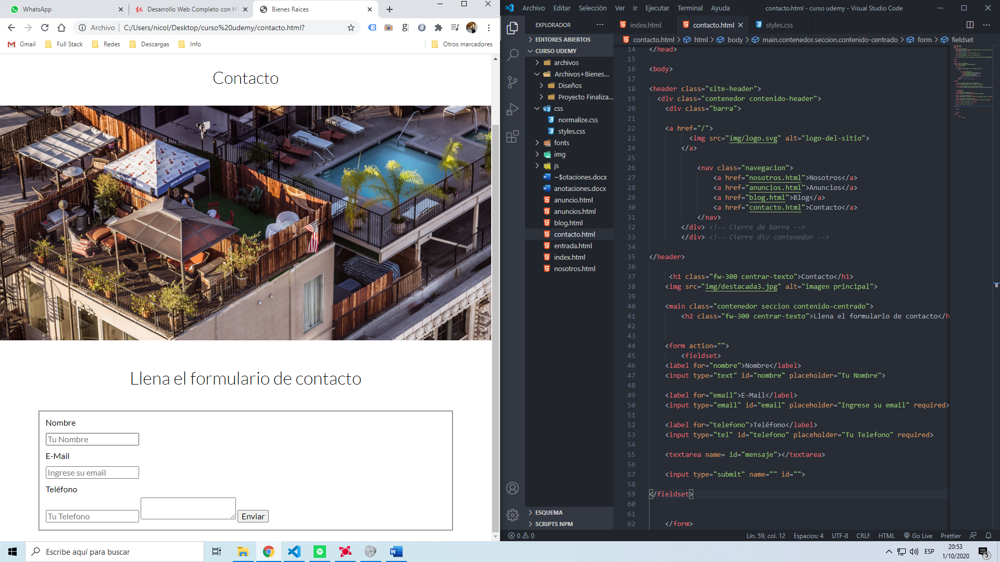 WhatsApp
Desarrollo Web Completo con HT
Bienes Raices
Archivo
C:/Users/nicol/Desktop/curso%20udemy/contacto.html?
Gmail
Full Stack
Redes
Descargas
Info
Otros marcadores
Contacto
Llena el formulario de contacto
Nombre
Tu Nombre
E-Mail
Ingrese su email
Teléfono
Tu Telefono
Enviar
Archivo Editar Selección Ver Ir Ejecutar Terminal Ayuda
contacto.html - curso udemy - Visual Studio Code
EXPLORADOR
index.html
contacto.html
styles.css
contacto.html > html > body > main.contenedor.seccion.contenido-centrado > form > fieldset
EDITORES ABIERTOS
CURSO UDEMY
archivos
Archivos+Bienes...
Diseños
Proyecto Finaliza...
css
normalize.css
styles.css
fonts
img
js
~$otaciones.docx
anotaciones.docx
anuncio.html
anuncios.html
blog.html
contacto.html
entrada.html
index.html
nosotros.html
ESQUEMA
SCRIPTS NPM
14 </head>
15
16 <body>
17
18 <header class="site-header">
19 <div class="contenedor contenido-header">
20 <div class="barra">
21
22 <a href="/">
23 <img src="img/logo.svg" alt="logo-del-sitio">
24 </a>
25
26 <nav class="navegacion">
27 <a href="nosotros.html">Nosotros</a>
28 <a href="anuncios.html">Anuncios</a>
29 <a href="blog.html">Blog</a>
30 <a href="contacto.html">Contacto</a>
31 </nav>
32 </div> <!-- Cierre de barra -->
33 </div> <!-- Cierre div contenedor -->
34
35 </header>
36
37 <h1 class="fw-300 centrar-texto">Contacto</h1>
38 <img src="img/destacada3.jpg" alt="imagen principal">
39
40 <main class="contenedor seccion contenido-centrado">
41 <h2 class="fw-300 centrar-texto">Llena el formulario de contacto</h
42
43
44 <form action="">
45 <fieldset>
46 <label for="nombre">Nombre</label>
47 <input type="text" id="nombre" placeholder="Tu Nombre">
48
49 <label for="email">E-Mail</label>
50 <input type="email" id="email" placeholder="Ingrese su email" required>
51
52 <label for="telefono">Teléfono</label>
53 <input type="tel" id="telefono" placeholder="Tu Telefono" required>
54
55 <textarea name= id="mensaje"></textarea>
56
57 <input type="submit" name="" id="">
58
59 </fieldset>
60
61
62 </form>
0 0
Lín. 59, col. 12 Espacios: 4 UTF-8 CRLF HTML Go Live Prettier
Escribe aquí para buscar
ESP
20:53
1/10/2020
5